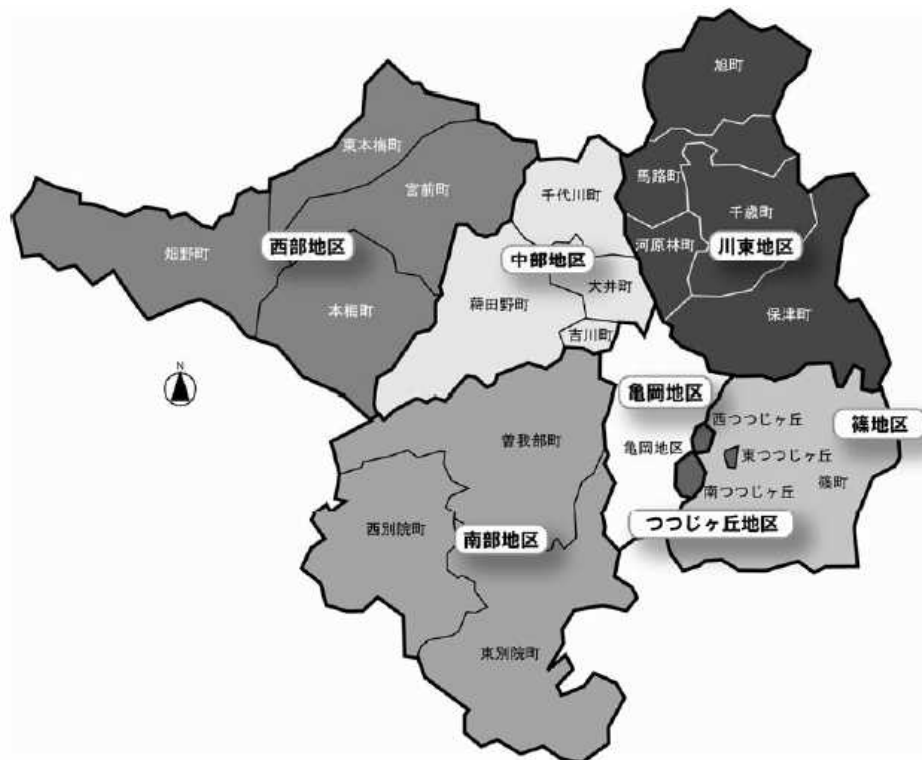 旭町
東本梅町
馬路町
宮前町
千代川町
千歳町
畑野町
西部地区
中部地区
河原林町
川東地区
大井町
薭田野町
本梅町
保津町
吉川町
N
亀岡地区
西つつじヶ丘
篠地区
曽我部町
亀岡地区
東つつじヶ丘
篠町
南つつじヶ丘
つつじヶ丘地区
西別院町
南部地区
東別院町